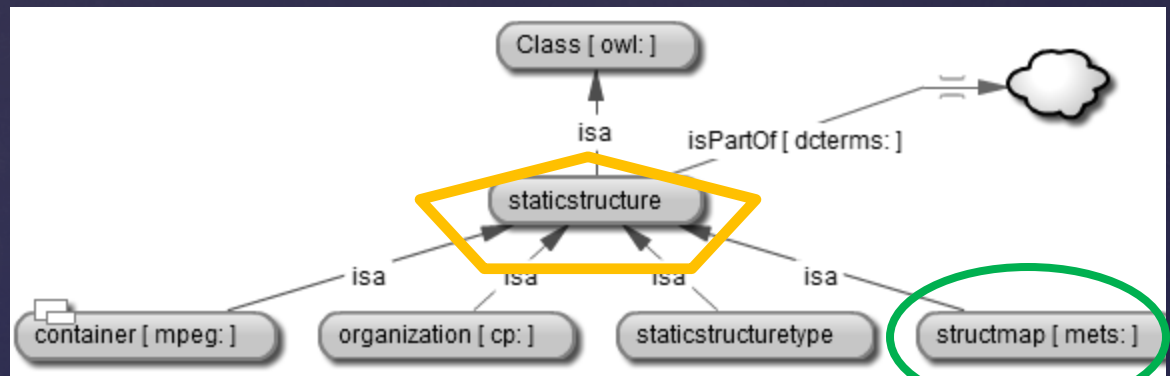 Class [ owl: ]
isa
isPartOf [ dcterms: ]
staticstructure
isa
isa
isa
isa
container [ mpeg: ]
organization [ cp: ]
staticstructuretype
structmap [ mets: ]